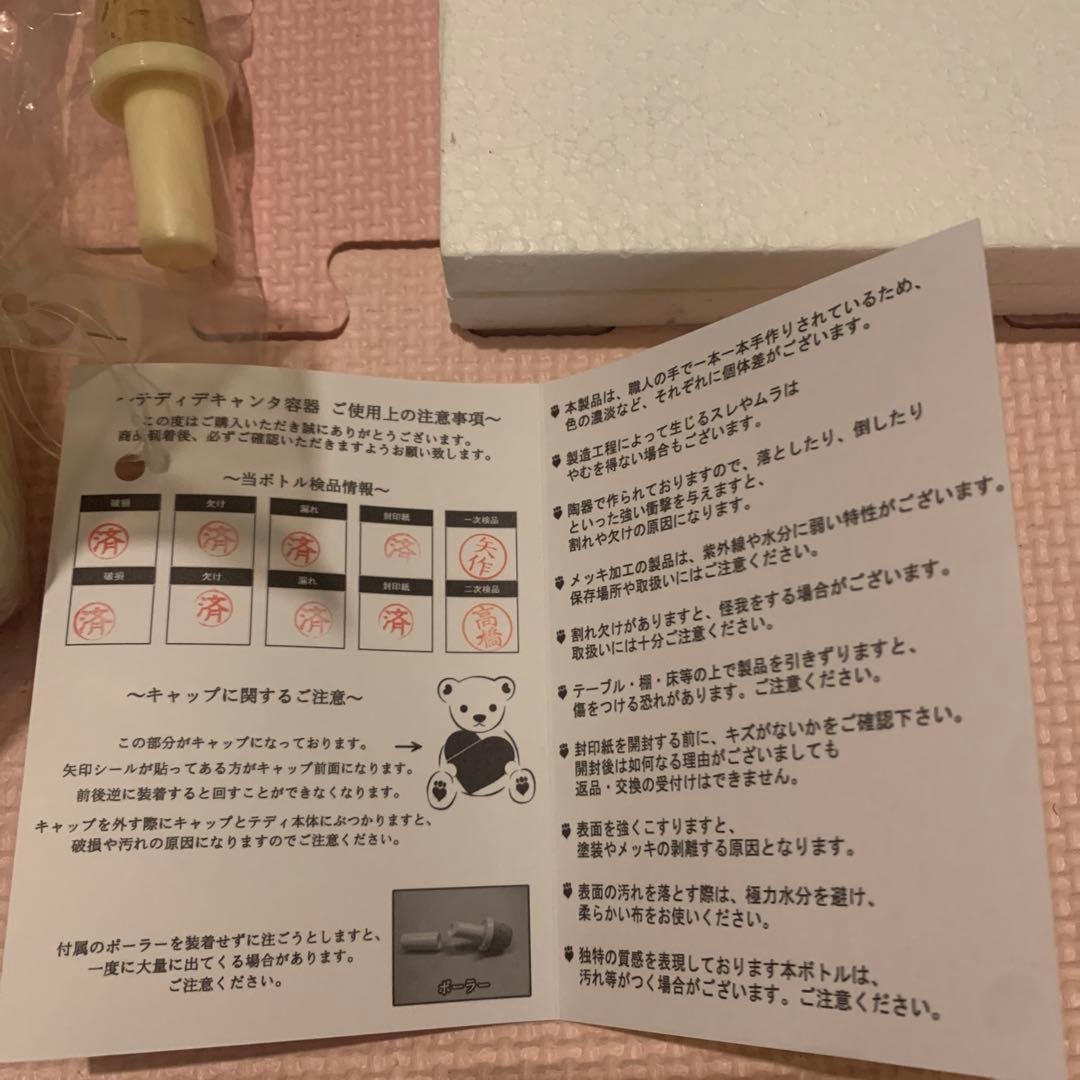 ～テディデキャンタ容器 ご使用上の注意事項～
この度はご購入いただき誠にありがとうございます。
商品到着後、必ずご確認いただきますようお願い致します。
～当ボトル検品情報～
破損 欠け 漏れ 封印紙 一次検品
済 済 済 済 矢作
破損 欠け 漏れ 封印紙 二次検品
済 済 済 済 高橋
～キャップに関するご注意～
この部分がキャップになっております。 →
矢印シールが貼ってある方がキャップ前面になります。
前後逆に装着すると回すことができなくなります。
キャップを外す際にキャップとテディ本体にぶつかりますと、
破損や汚れの原因になりますのでご注意ください。
付属のポーラーを装着せずに注ごうとしますと、
一度に大量に出てくる場合があります。
ご注意ください。
ポーラー
本製品は、職人の手で一本一本手作りされているため、
色の濃淡など、それぞれに個体差がございます。
製造工程によって生じるスレやムラは
やむを得ない場合もございます。
陶器で作られておりますので、落としたり、倒したり
といった強い衝撃を与えますと、
割れや欠けの原因になります。
メッキ加工の製品は、紫外線や水分に弱い特性がございます。
保存場所や取扱いにはご注意ください。
割れ欠けがありますと、怪我をする場合がございます。
取扱いには十分ご注意ください。
テーブル・棚・床等の上で製品を引きずりますと、
傷をつける恐れがあります。ご注意ください。
封印紙を開封する前に、キズがないかをご確認下さい。
開封後は如何なる理由がございましても
返品・交換の受付けはできません。
表面を強くこすりますと、
塗装やメッキの剥離する原因となります。
表面の汚れを落とす際は、極力水分を避け、
柔らかい布をお使いください。
独特の質感を表現しております本ボトルは、
汚れ等がつく場合がございます。ご注意ください。